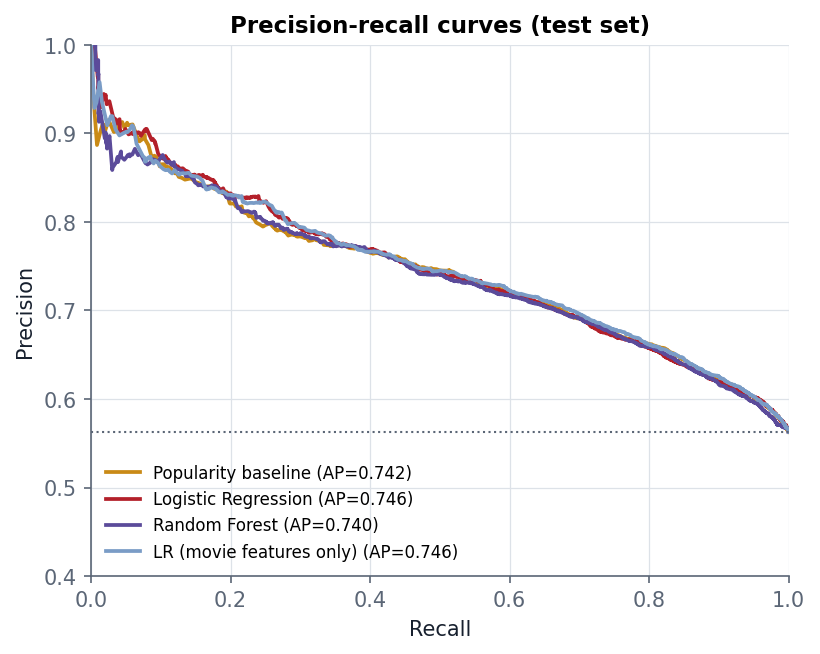 Precision-recall curves (test set)
Precision
1.0
0.9
0.8
0.7
0.6
0.5
0.4
Popularity baseline (AP=0.742)
Logistic Regression (AP=0.746)
Random Forest (AP=0.740)
LR (movie features only) (AP=0.746)
0.0 0.2 0.4 0.6 0.8 1.0
Recall